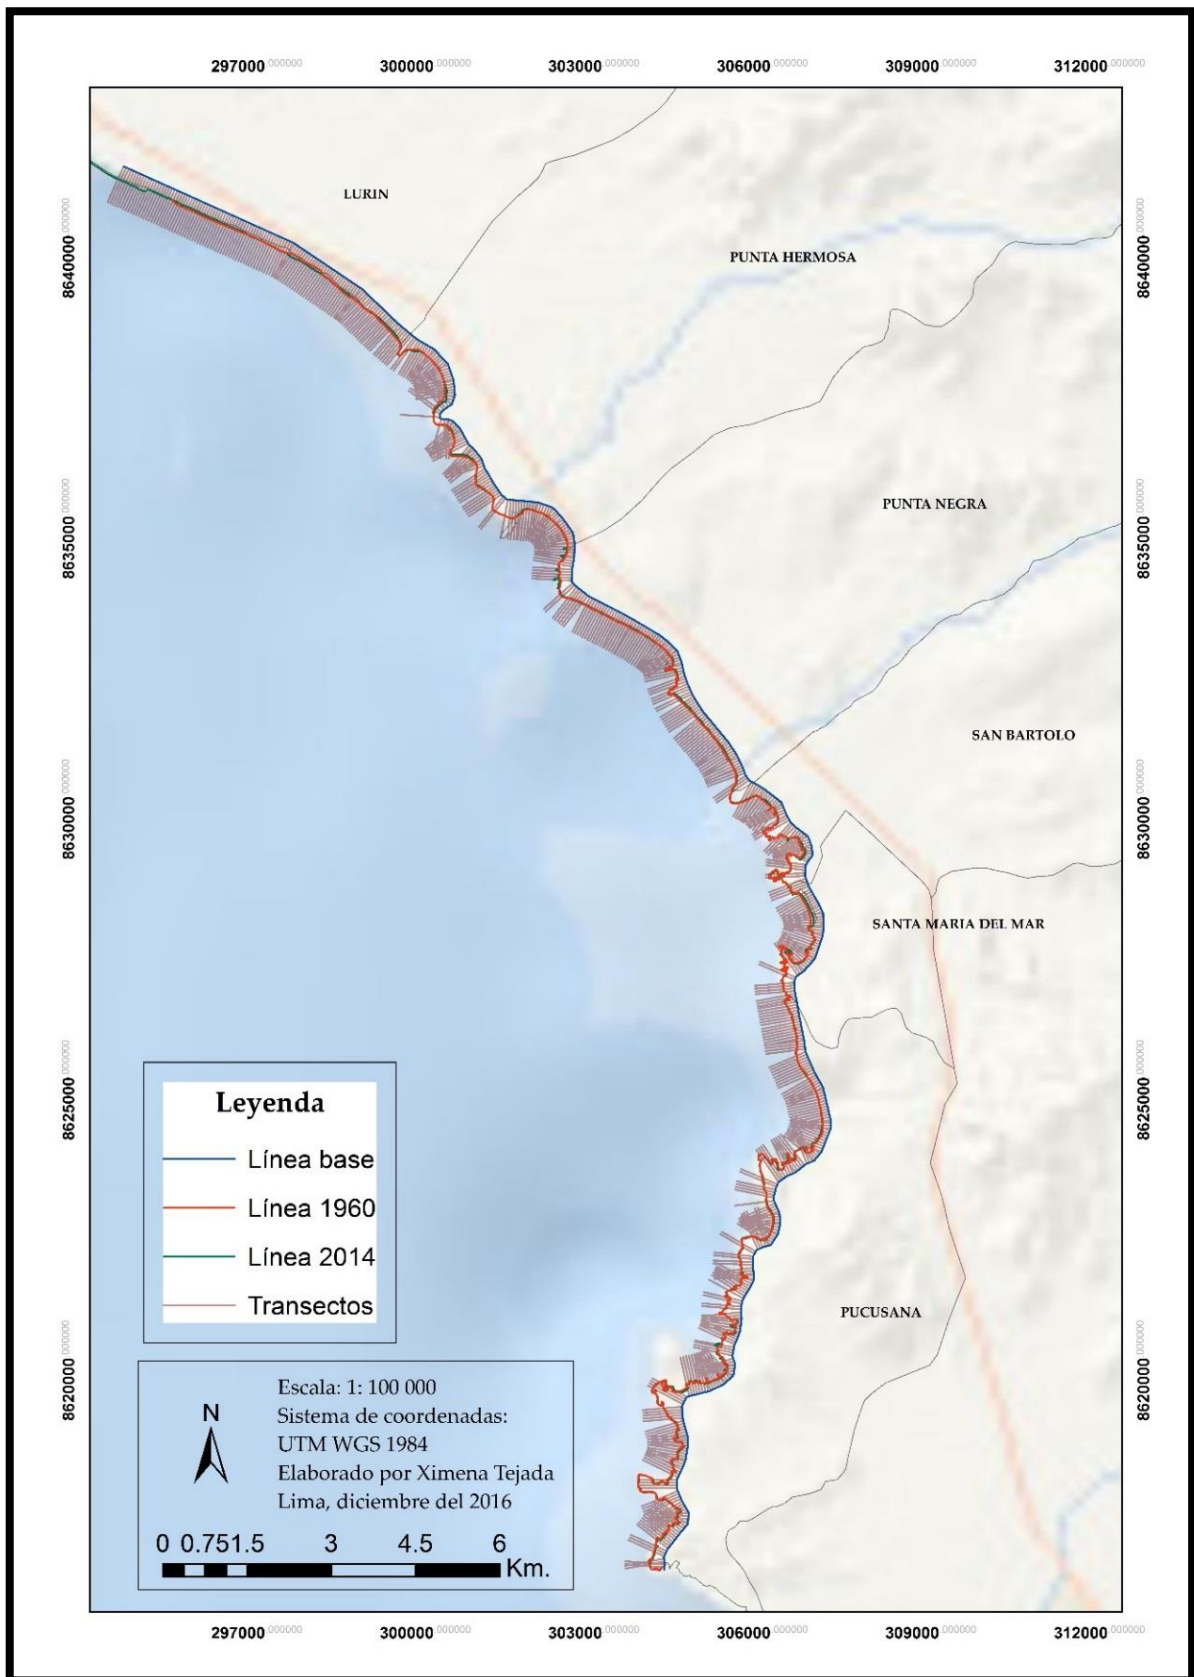 297000.000000 300000.000000 303000.000000 306000.000000 309000.000000 312000.000000
LURIN
PUNTA HERMOSA
8640000.000000 8640000.000000
PUNTA NEGRA
8635000.000000 8635000.000000
SAN BARTOLO
8630000.000000 8630000.000000
SANTA MARIA DEL MAR
Leyenda
Línea base
Línea 1960
Línea 2014
Transectos
8625000.000000 8625000.000000
PUCUSANA
8620000.000000 8620000.000000
N
Escala: 1: 100 000
Sistema de coordenadas:
UTM WGS 1984
Elaborado por Ximena Tejada
Lima, diciembre del 2016
0 0.75 1.5 3 4.5 6
Km.
297000.000000 300000.000000 303000.000000 306000.000000 309000.000000 312000.000000